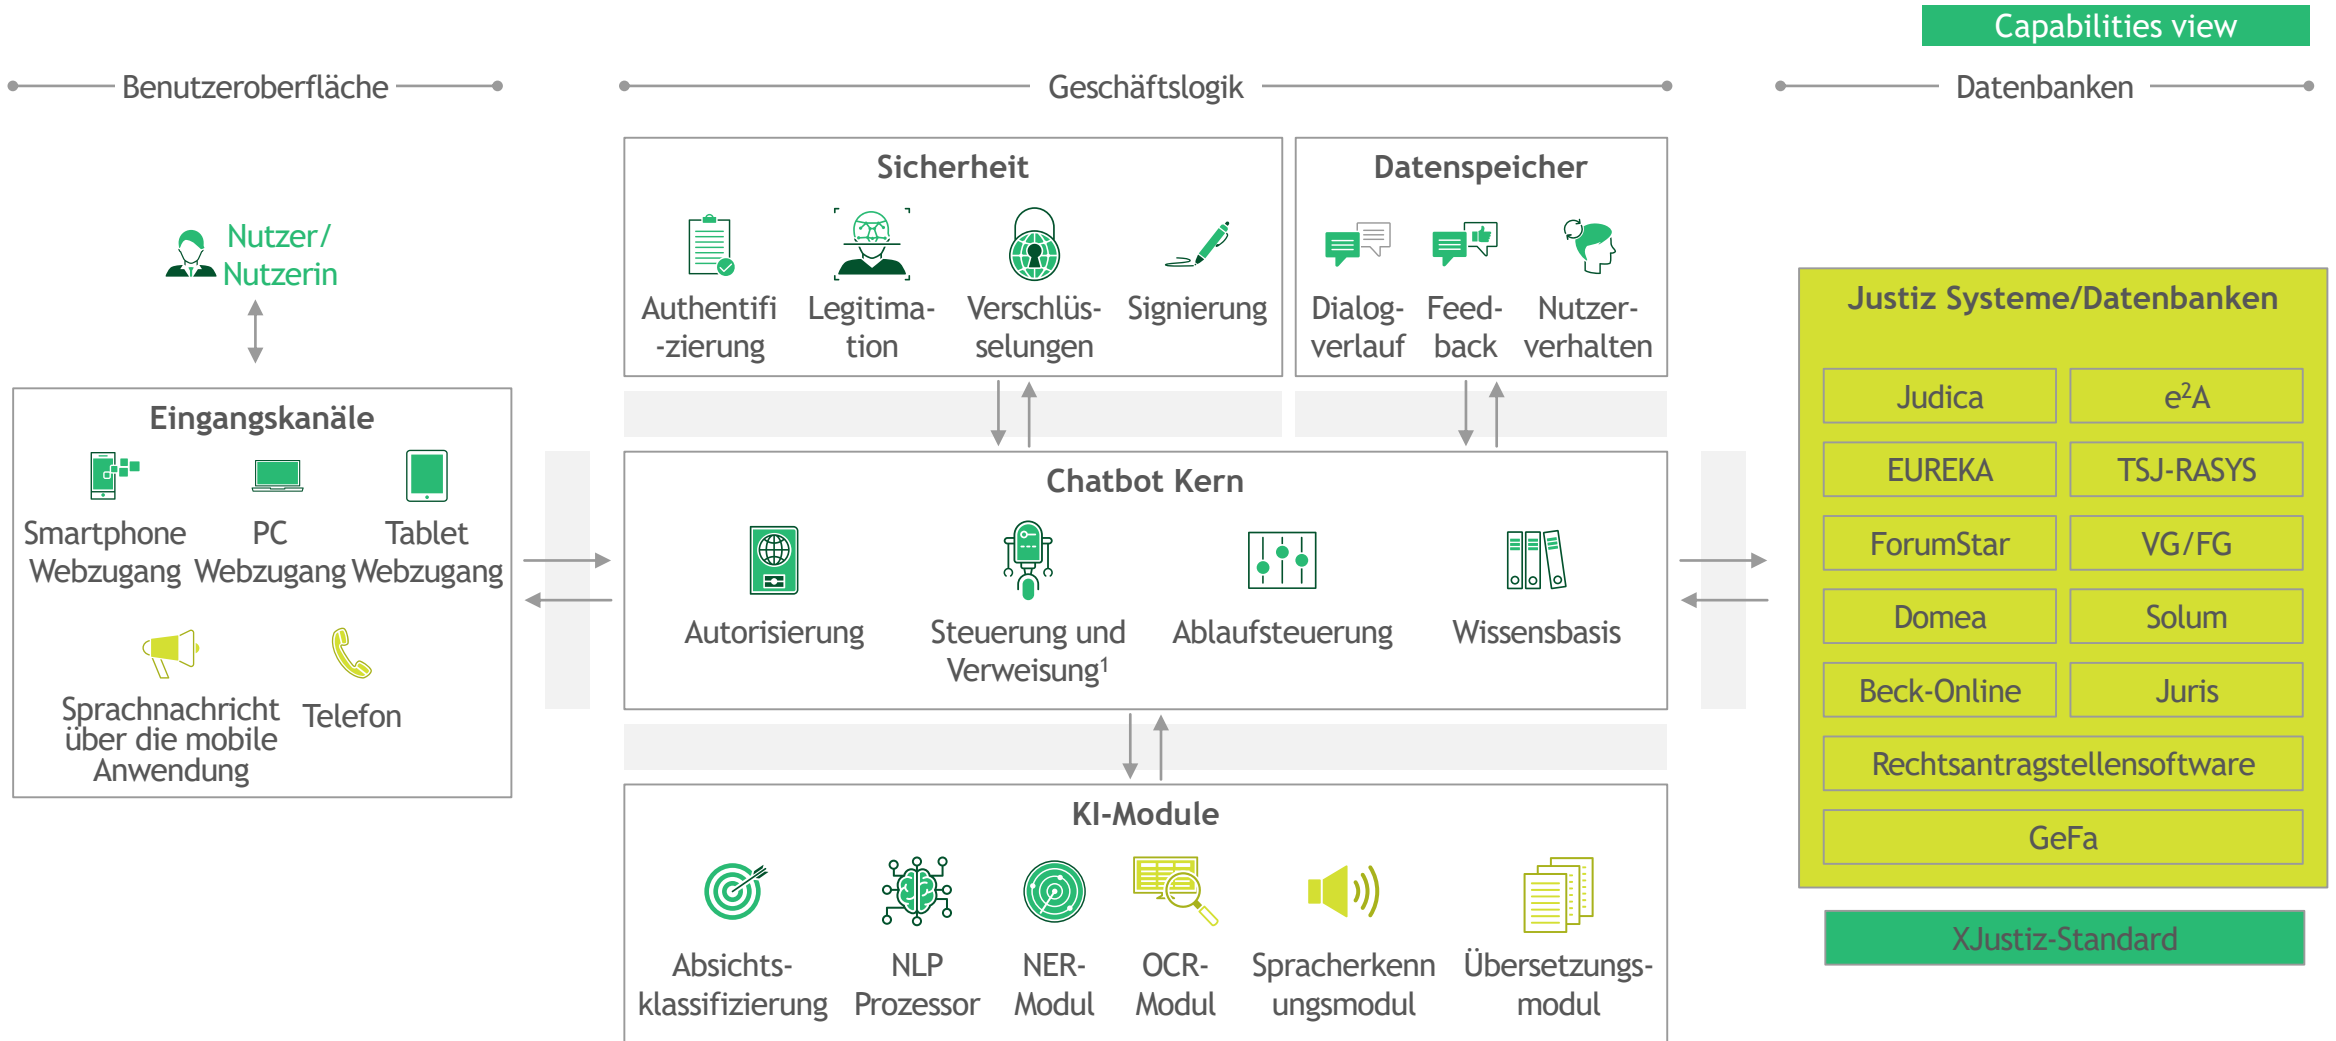 Capabilities view
Benutzeroberfläche
Geschäftslogik
Datenbanken
Nutzer/
Nutzerin
Eingangskanäle
Smartphone
Webzugang
PC
Webzugang
Tablet
Webzugang
Sprachnachricht
über die mobile
Anwendung
Telefon
Sicherheit
Authentifi
-zierung
Legitima-
tion
Verschlüs-
selungen
Signierung
Datenspeicher
Dialog-
verlauf
Feed-
back
Nutzer-
verhalten
Chatbot Kern
Autorisierung
Steuerung und
Verweisung¹
Ablaufsteuerung
Wissensbasis
KI-Module
Absichts-
klassifizierung
NLP
Prozessor
NER-
Modul
OCR-
Modul
Spracherkenn
ungsmodul
Übersetzungs-
modul
Justiz Systeme/Datenbanken
Judica
e²A
EUREKA
TSJ-RASYS
ForumStar
VG/FG
Domea
Solum
Beck-Online
Juris
Rechtsantragstellensoftware
GeFa
XJustiz-Standard